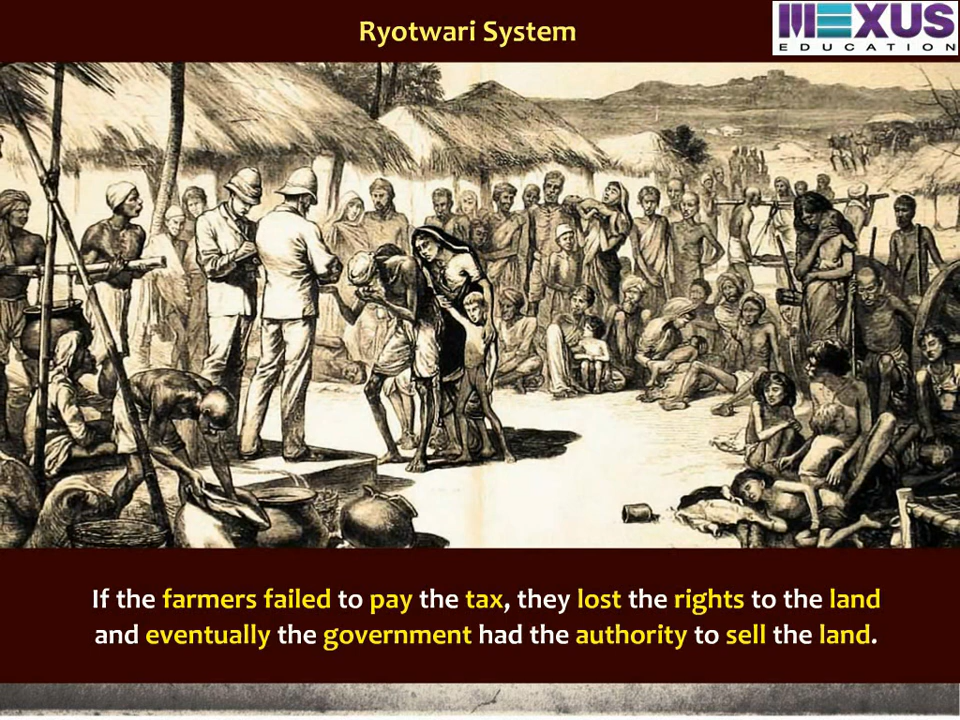 Ryotwari System
MEXUS
EDUCATION
If the farmers failed to pay the tax, they lost the rights to the land
and eventually the government had the authority to sell the land.